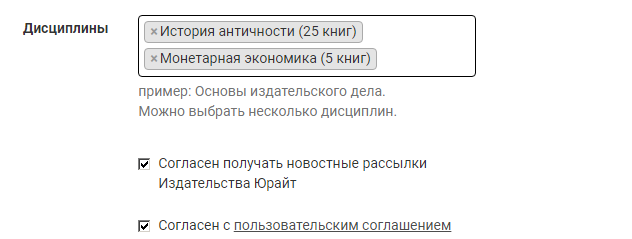 Дисциплины
×История античности (25 книг)
×Монетарная экономика (5 книг)
пример: Основы издательского дела.
Можно выбрать несколько дисциплин.
Согласен получать новостные рассылки
Издательства Юрайт
Согласен с пользовательским соглашением